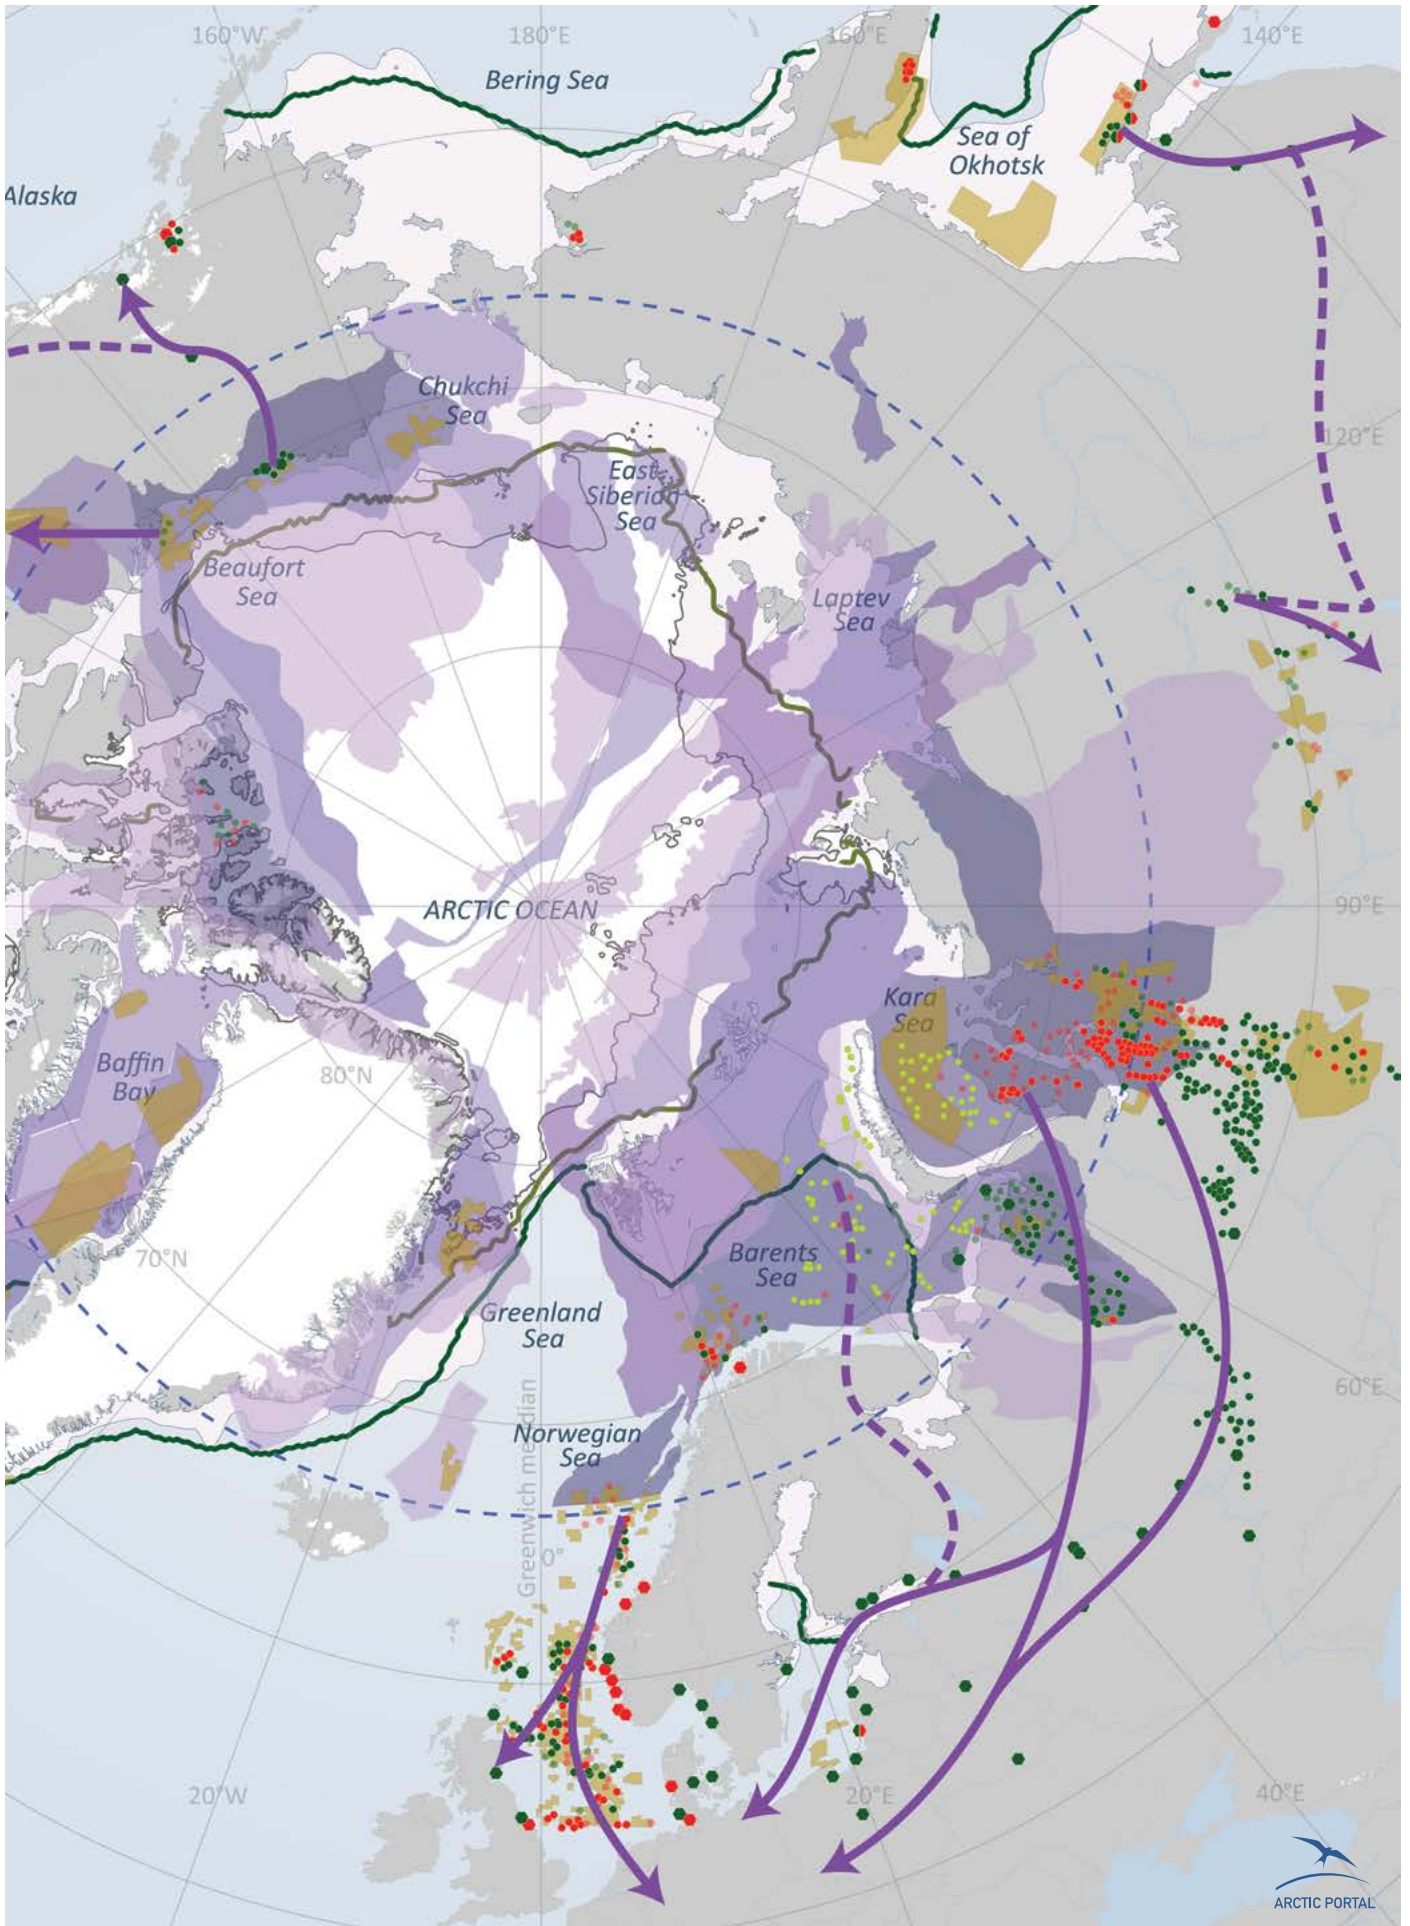 160°W
180°E
160°E
140°E
Bering Sea
Sea of
Okhotsk
Alaska
Chukchi
Sea
120°E
East
Siberian
Sea
Beaufort
Sea
Laptev
Sea
ARCTIC OCEAN
90°E
Kara
Sea
Baffin
Bay
80°N
70°N
Barents
Sea
Greenland
Sea
60°E
Norwegian
Sea
Greenwich median
0°
20°W
20°E
40°E
ARCTIC PORTAL